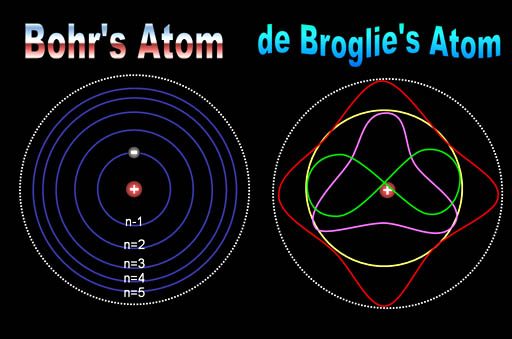 Bohr's Atom
de Broglie's Atom
-
+
+
n-1
n=2
n=3
n=4
n=5